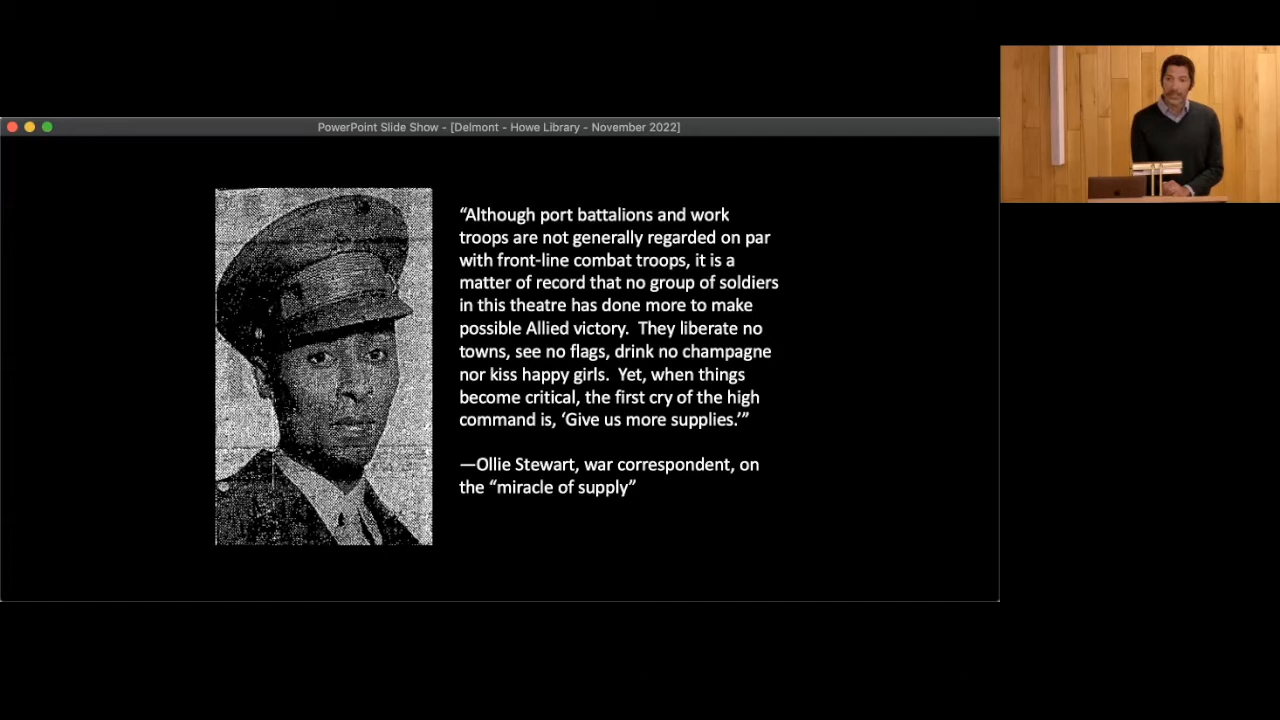 PowerPoint Slide Show - [Delmont - Howe Library - November 2022]
“Although port battalions and work
troops are not generally regarded on par
with front-line combat troops, it is a
matter of record that no group of soldiers
in this theatre has done more to make
possible Allied victory.  They liberate no
towns, see no flags, drink no champagne
nor kiss happy girls.  Yet, when things
become critical, the first cry of the high
command is, ‘Give us more supplies.’”
—Ollie Stewart, war correspondent, on
the “miracle of supply”